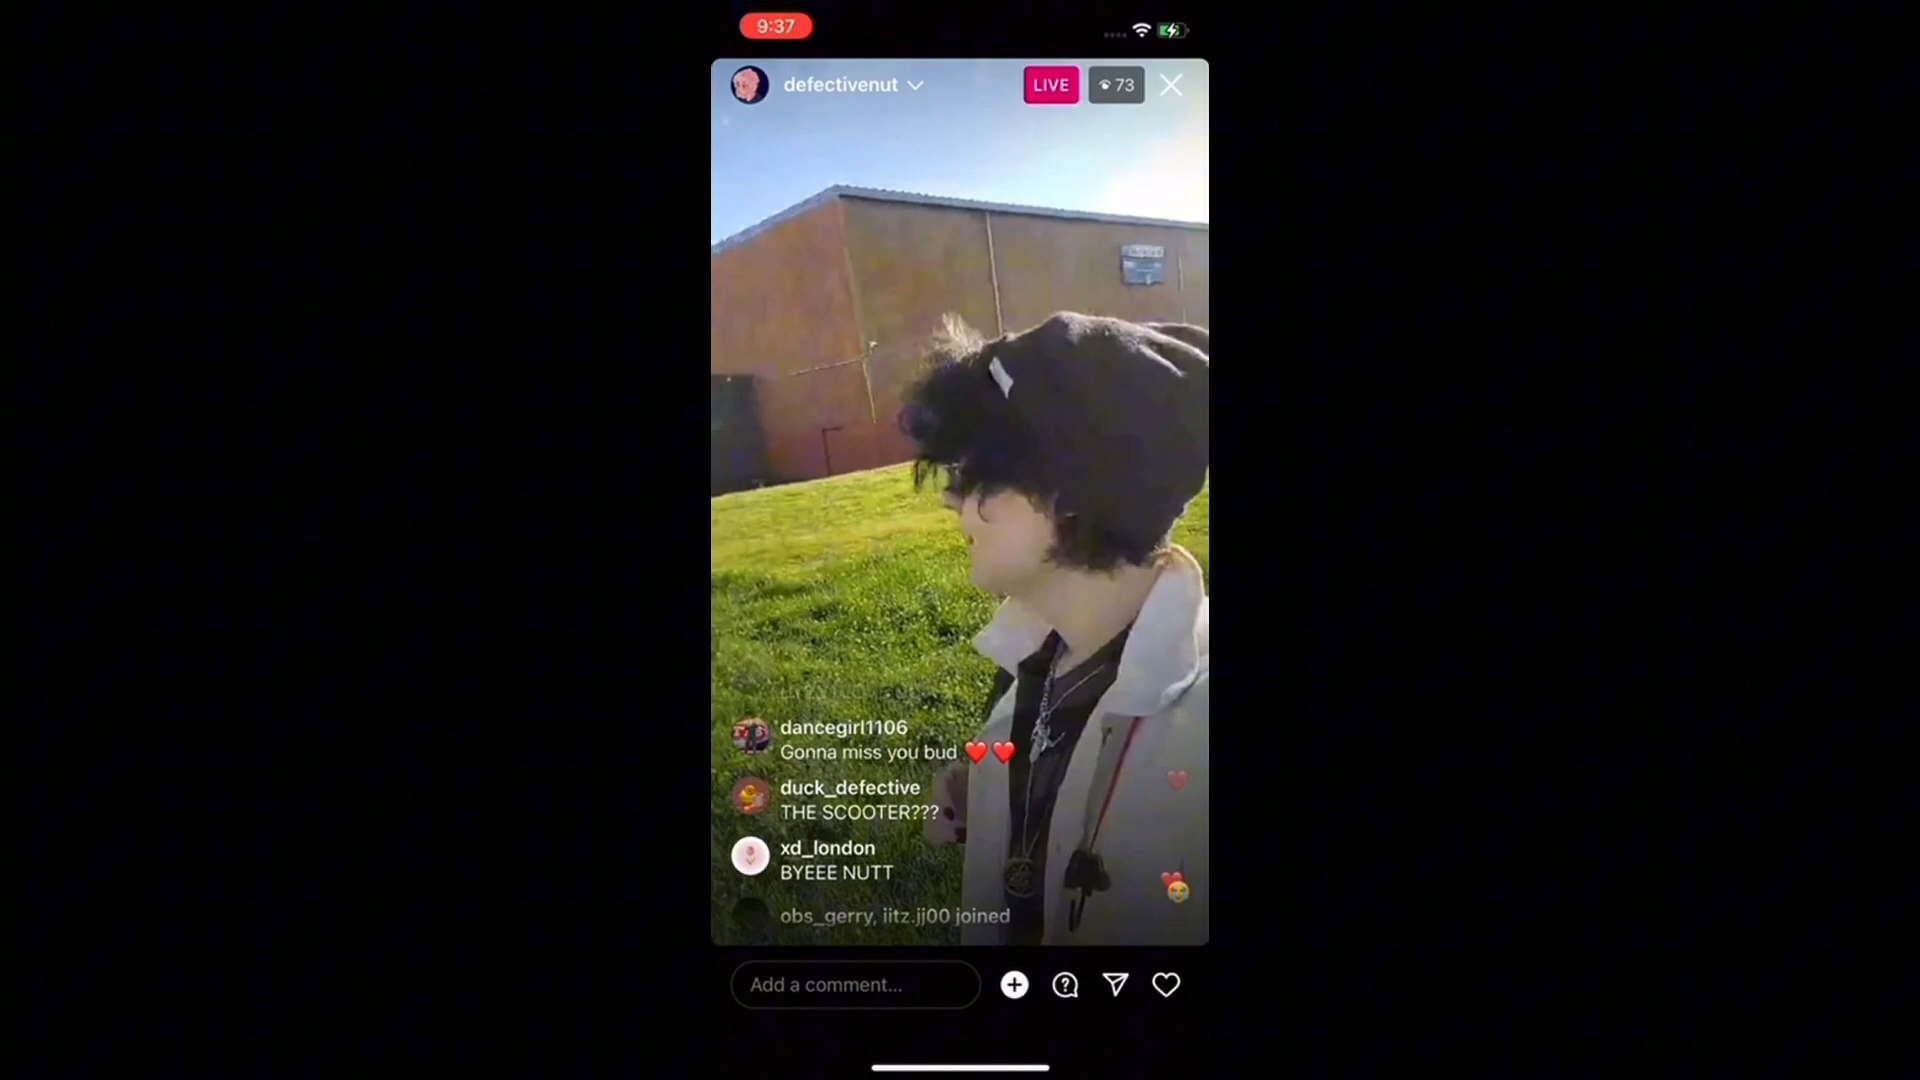 9:37
defectivenut
LIVE
73
dancegirl1106
Gonna miss you bud ❤️❤️
duck_defective
THE SCOOTER???
xd_london
BYEEE NUTT
obs_gerry, iitz.jj00 joined
Add a comment...